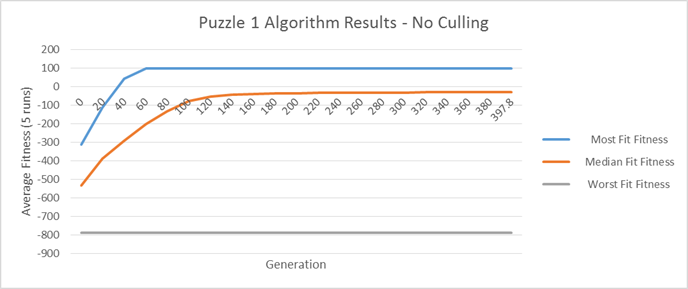 Puzzle 1 Algorithm Results - No Culling
200
100
0
-100
-200
-300
-400
-500
-600
-700
-800
-900
Average Fitness (5 runs)
0 20 40 60 80 100 120 140 160 180 200 220 240 260 280 300 320 340 360 380 397.8
Generation
Most Fit Fitness
Median Fit Fitness
Worst Fit Fitness